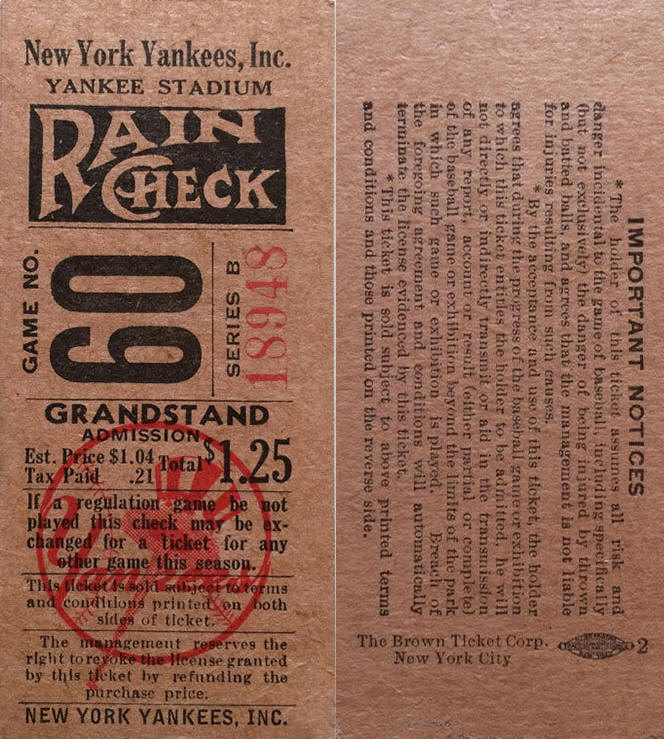 New York Yankees, Inc.
YANKEE STADIUM
RAIN
CHECK
GAME NO.
60
SERIES B
18948
GRANDSTAND
ADMISSION
Est. Price $1.04
Tax Paid .21
Total $1.25
If a regulation game be not
played this check may be ex-
changed for a ticket for any
other game this season.
Yankees
This ticket is sold subject to terms
and conditions printed on both
sides of ticket.
The management reserves the
right to revoke the license granted
by this ticket by refunding the
purchase price.
NEW YORK YANKEES, INC.
IMPORTANT NOTICES
* The holder of this ticket assumes all risk and
danger incidental to the game of baseball, including specifically
(but not exclusively) the danger of being injured by thrown
and batted balls, and agrees that the management is not liable
for injuries resulting from such causes.
* By the acceptance and use of this ticket, the holder
agrees that during the progress of the baseball game or exhibition
to which this ticket entitles the holder to be admitted, he will
not directly or indirectly transmit or aid in the transmission
of any report, account or result (either partial or complete)
of the baseball game or exhibition beyond the limits of the park
in which such game or exhibition is played. Breach of
the foregoing agreement and conditions will automatically
terminate the license evidenced by this ticket.
* This ticket is sold subject to above printed terms
and conditions and those printed on the reverse side.
The Brown Ticket Corp.
New York City
2